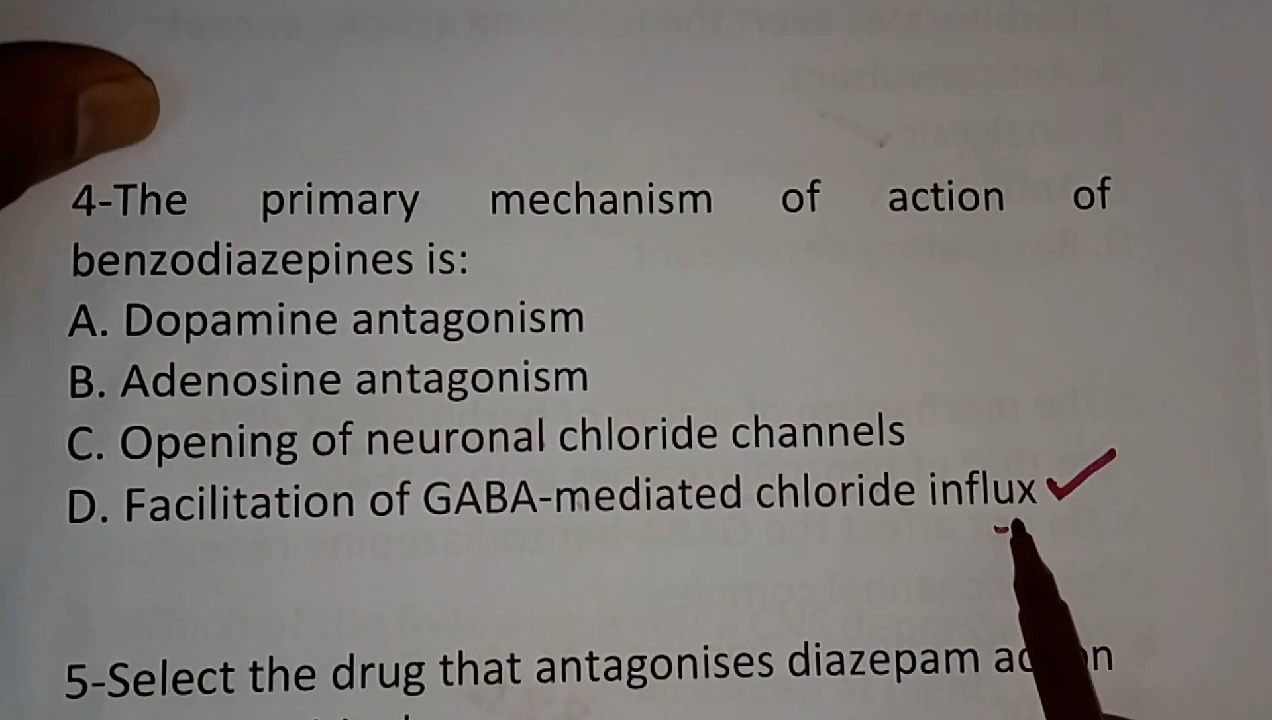 4-The primary mechanism of action of
benzodiazepines is:
A. Dopamine antagonism
B. Adenosine antagonism
C. Opening of neuronal chloride channels
D. Facilitation of GABA-mediated chloride influx
5-Select the drug that antagonises diazepam